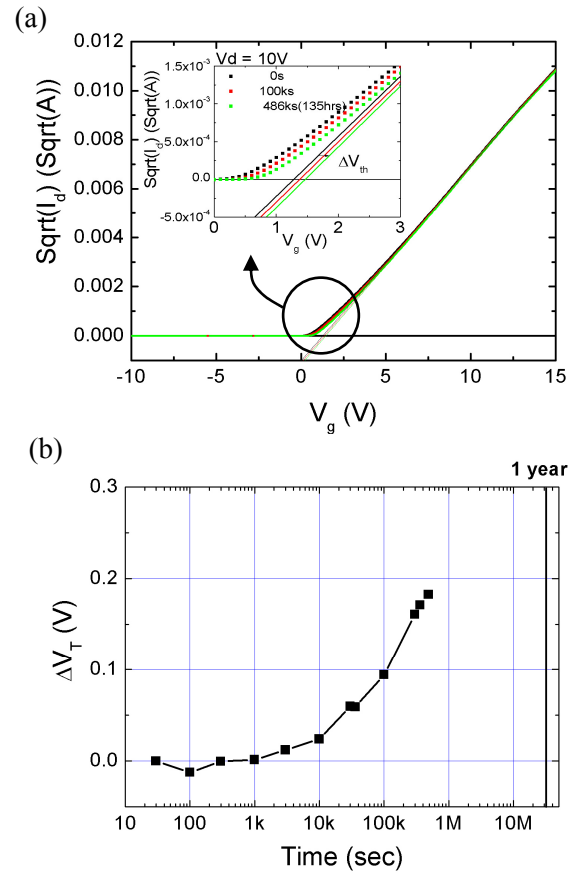 (a)
0.012
0.010
0.008
0.006
0.004
0.002
0.000
Sqrt(I_d) (Sqrt(A))
-10 -5 0 5 10 15
V_g (V)
Vd = 10V
1.5x10^-3
1.0x10^-3
5.0x10^-4
0.0
-5.0x10^-4
Sqrt(I_d) (Sqrt(A))
0s
100ks
486ks(135hrs)
ΔV_th
0 1 2 3
V_g (V)
(b)
1 year
0.3
0.2
0.1
0.0
ΔV_T (V)
10 100 1k 10k 100k 1M 10M
Time (sec)